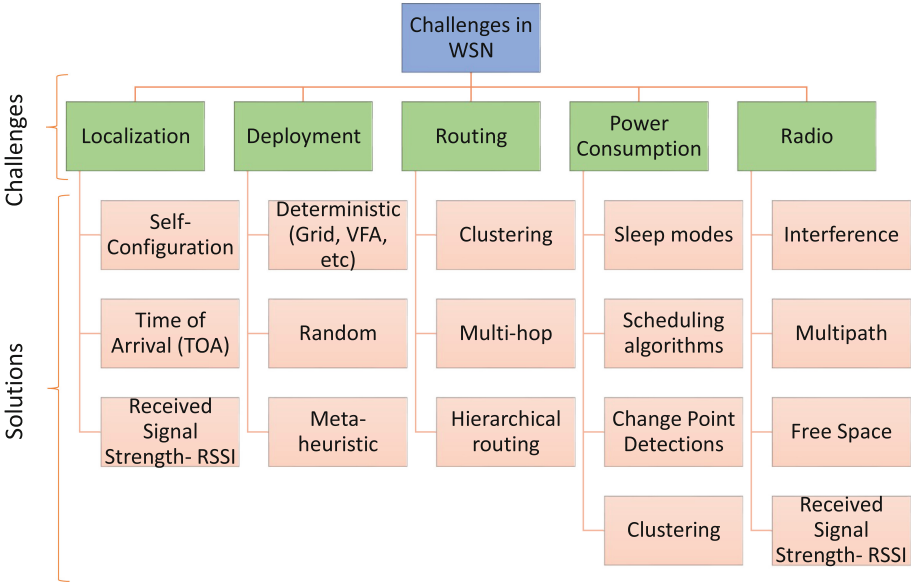 Challenges in
WSN
Challenges
Localization
Deployment
Routing
Power
Consumption
Radio
Solutions
Self-
Configuration
Time of
Arrival (TOA)
Received
Signal
Strength- RSSI
Deterministic
(Grid, VFA,
etc)
Random
Meta-
heuristic
Clustering
Multi-hop
Hierarchical
routing
Sleep modes
Scheduling
algorithms
Change Point
Detections
Clustering
Interference
Multipath
Free Space
Received
Signal
Strength- RSSI